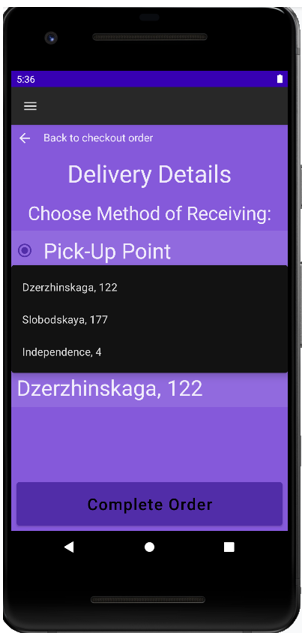 5:36
Back to checkout order
Delivery Details
Choose Method of Receiving:
Pick-Up Point
Dzerzhinskaga, 122
Slobodskaya, 177
Independence, 4
Dzerzhinskaga, 122
Complete Order